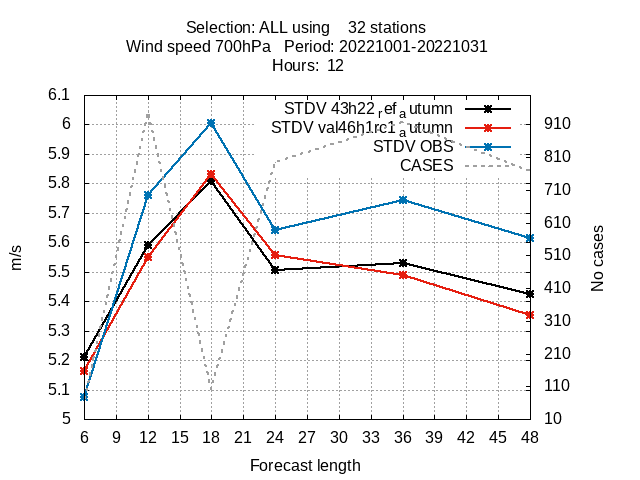 Selection: ALL using 32 stations
Wind speed 700hPa Period: 20221001-20221031
Hours: 12
STDV 43h22refautumn
STDV val46h1rc1autumn
STDV OBS
CASES
6.1
6
5.9
5.8
5.7
5.6
5.5
5.4
5.3
5.2
5.1
5
m/s
910
810
710
610
510
410
310
210
110
10
No cases
6 9 12 15 18 21 24 27 30 33 36 39 42 45 48
Forecast length